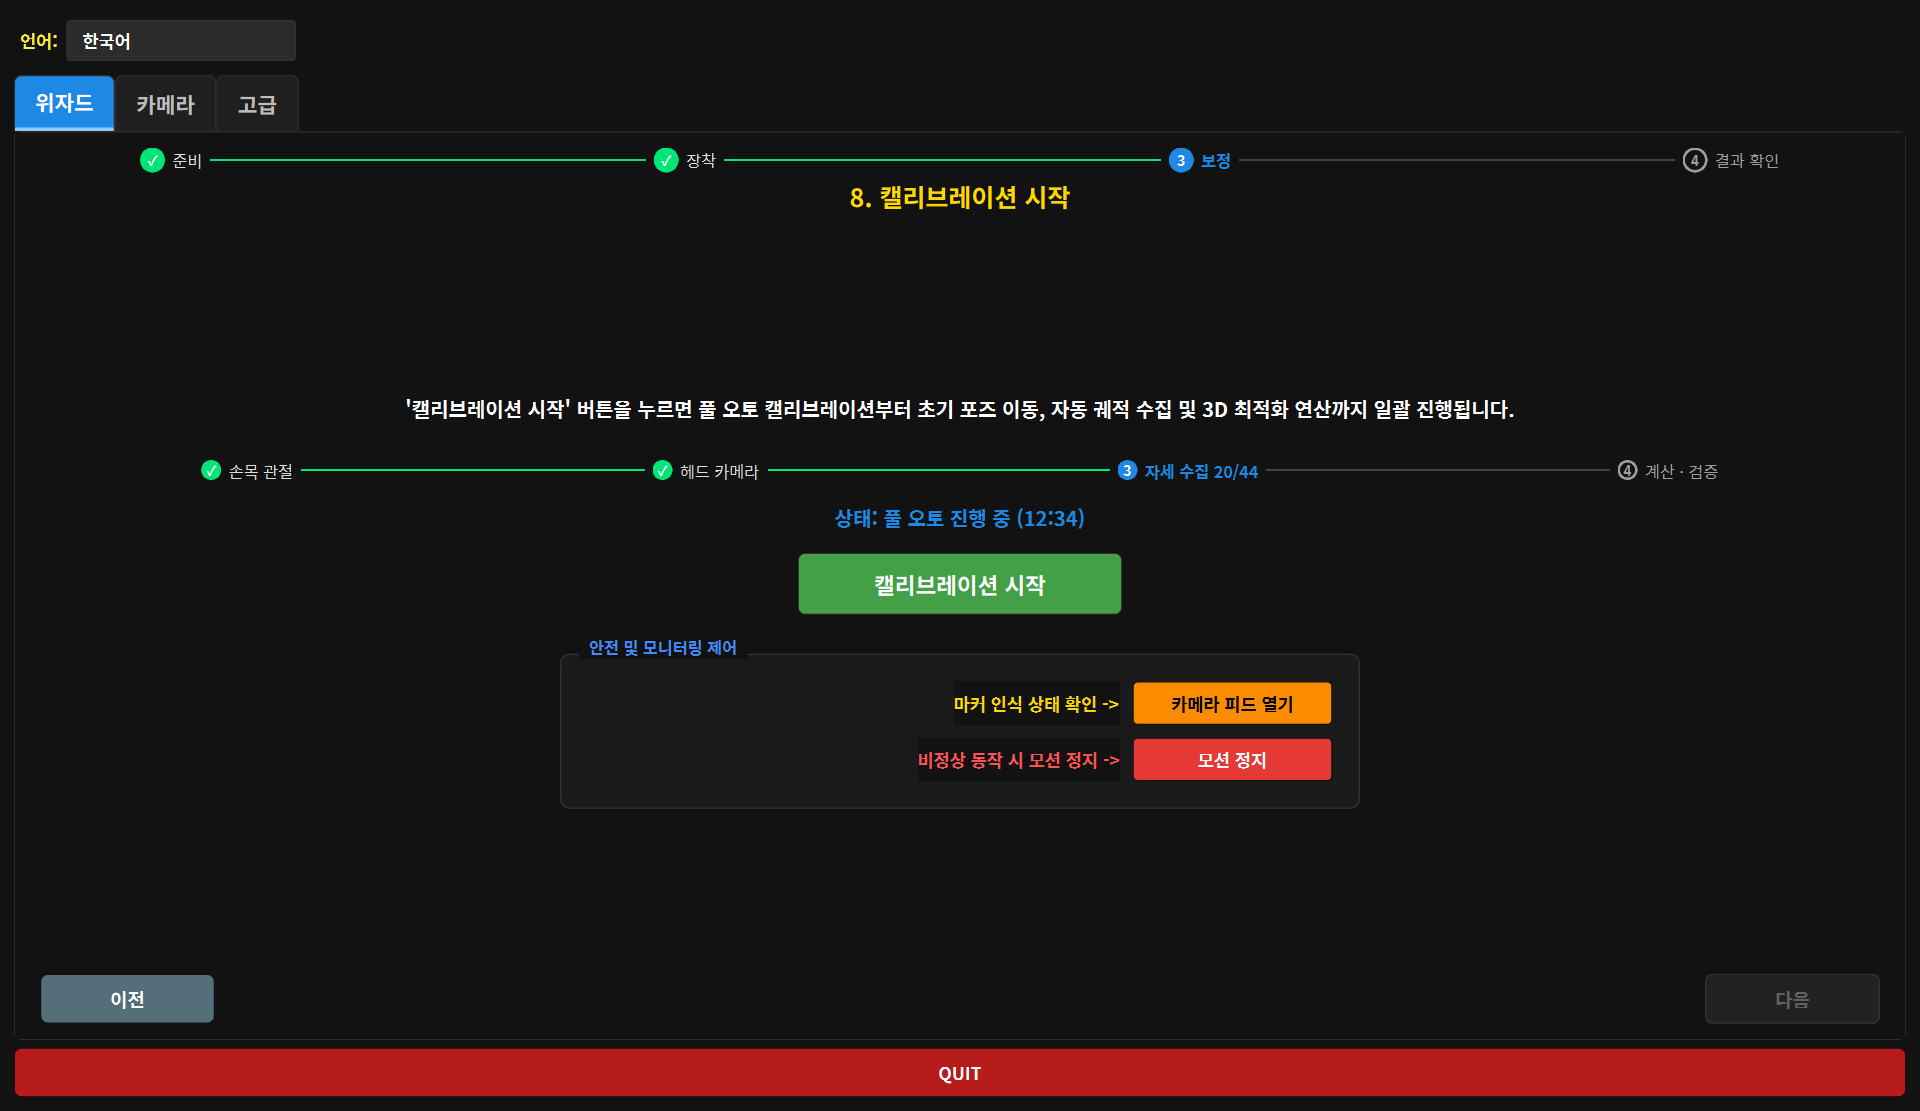 언어: 한국어
위자드 카메라 고급
✓ 준비 ✓ 장착 3 보정 4 결과 확인
8. 캘리브레이션 시작
'캘리브레이션 시작' 버튼을 누르면 풀 오토 캘리브레이션부터 초기 포즈 이동, 자동 궤적 수집 및 3D 최적화 연산까지 일괄 진행됩니다.
✓ 손목 관절 ✓ 헤드 카메라 3 자세 수집 20/44 4 계산 · 검증
상태: 풀 오토 진행 중 (12:34)
캘리브레이션 시작
안전 및 모니터링 제어
마커 인식 상태 확인 -> 카메라 피드 열기
비정상 동작 시 모션 정지 -> 모션 정지
이전 다음
QUIT